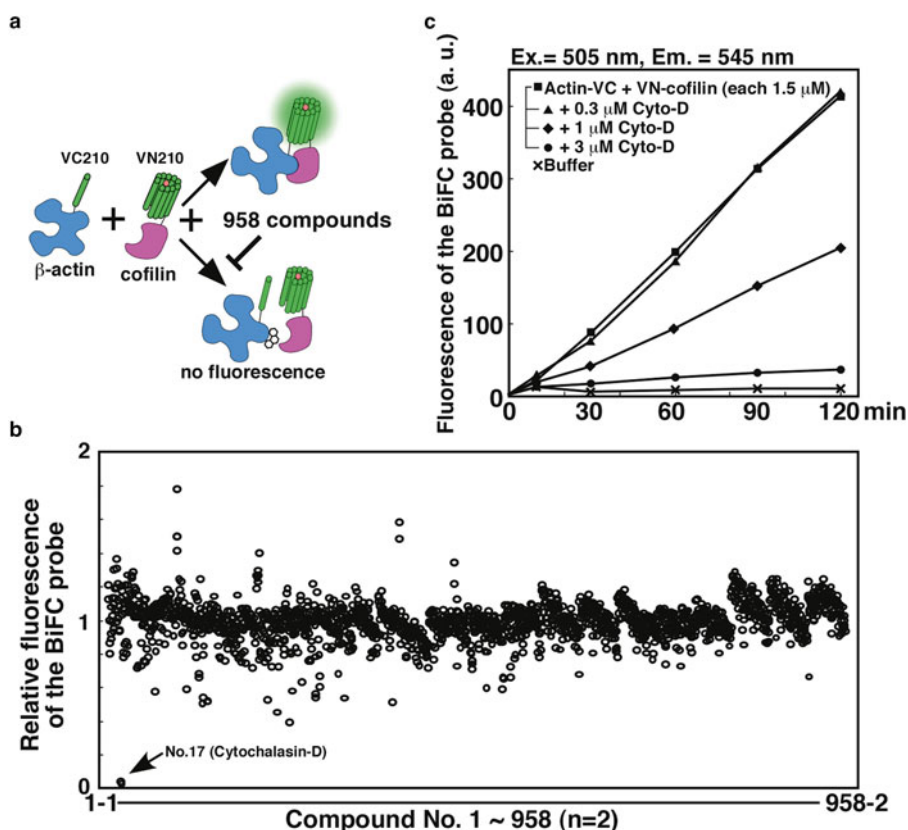 a
VC210
VN210
958 compounds
β-actin
cofilin
no fluorescence
c
Ex.= 505 nm, Em. = 545 nm
Fluorescence of the BiFC probe (a. u.)
400
300
200
100
0
0 30 60 90 120 min
Actin-VC + VN-cofilin (each 1.5 μM)
+ 0.3 μM Cyto-D
+ 1 μM Cyto-D
+ 3 μM Cyto-D
Buffer
b
Relative fluorescence
of the BiFC probe
2
1
0
No.17 (Cytochalasin-D)
1-1
958-2
Compound No. 1 ~ 958 (n=2)